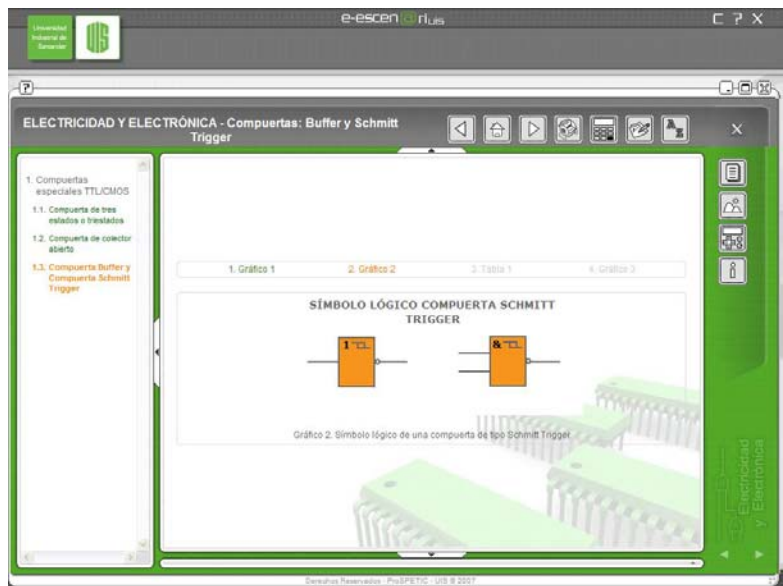 Universidad
Industrial de
Santander
UIS
e-escen@riUIS
ELECTRICIDAD Y ELECTRÓNICA - Compuertas: Buffer y Schmitt
Trigger
1. Compuertas
especiales TTL/CMOS
1.1. Compuerta de tres
estados o triestados
1.2. Compuerta de colector
abierto
1.3. Compuerta Buffer y
Compuerta Schmitt
Trigger
1. Gráfico 1
2. Gráfico 2
3. Tabla 1
4. Gráfico 3
SÍMBOLO LÓGICO COMPUERTA SCHMITT
TRIGGER
1
&
Gráfico 2. Símbolo lógico de una compuerta de tipo Schmitt Trigger
Electricidad
y Electrónica
Derechos Reservados - ProSPETIC - UIS © 2007